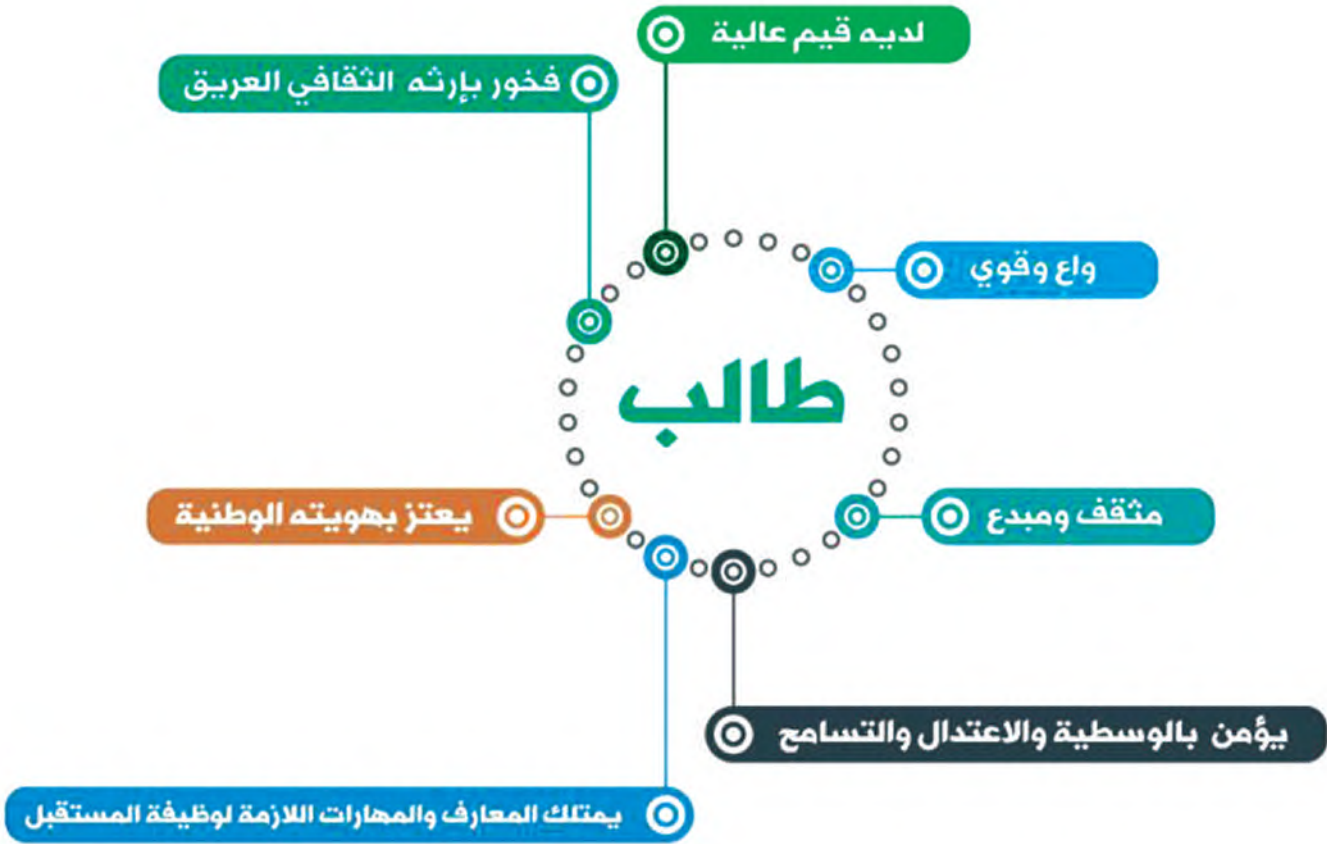 لديه قيم عالية
فخور بإرثه الثقافي العريق
واع وقوي
طالب
مثقف ومبدع
يعتز بهويته الوطنية
يؤمن بالوسطية والاعتدال والتسامح
يمتلك المعارف والمهارات اللازمة لوظيفة المستقبل